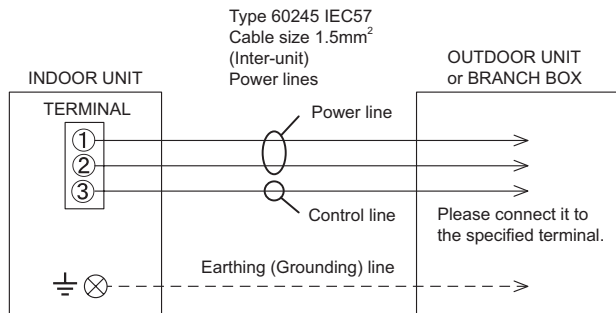 Type 60245 IEC57
Cable size 1.5mm²
(Inter-unit)
Power lines
INDOOR UNIT
OUTDOOR UNIT
or BRANCH BOX
TERMINAL
Power line
1
2
3
Control line
Please connect it to
the specified terminal.
Earthing (Grounding) line